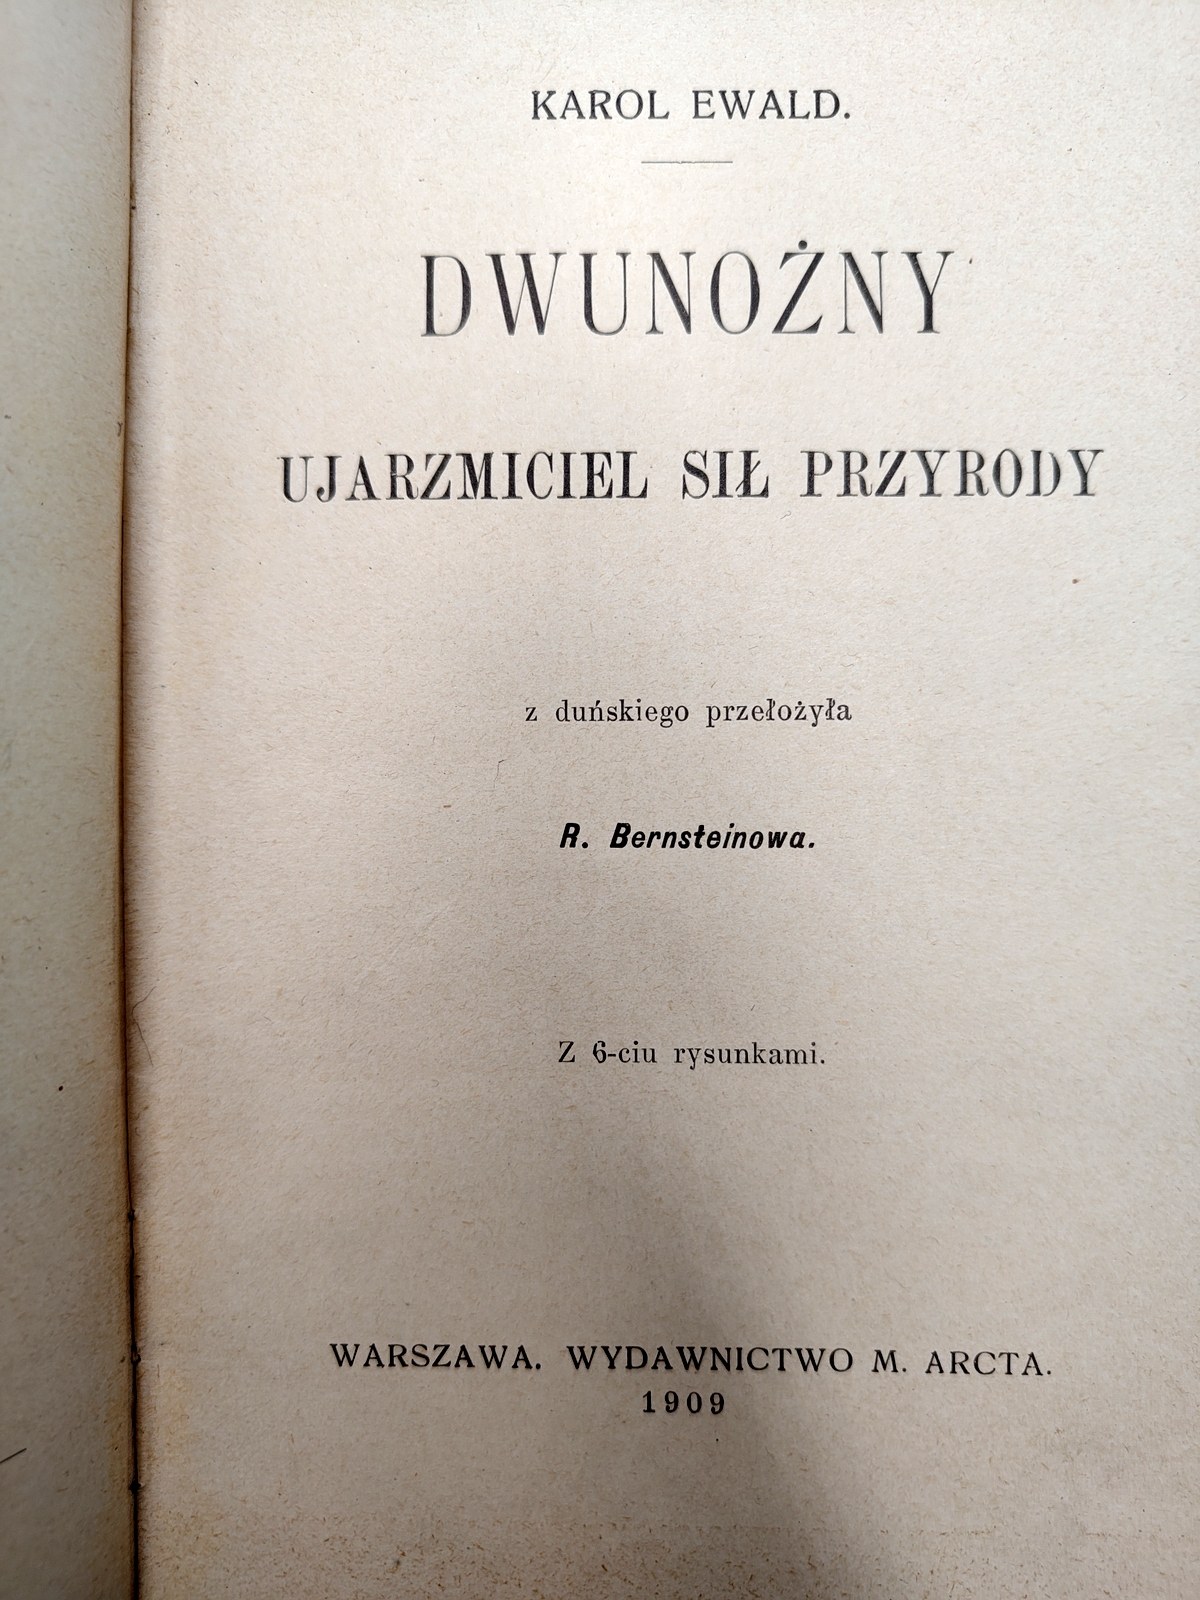 KAROL EWALD.
DWUNOŻNY
UJARZMICIEL SIŁ PRZYRODY
z duńskiego przełożyła
R. Bernsteinowa.
Z 6-ciu rysunkami.
WARSZAWA. WYDAWNICTWO M. ARCTA.
1909